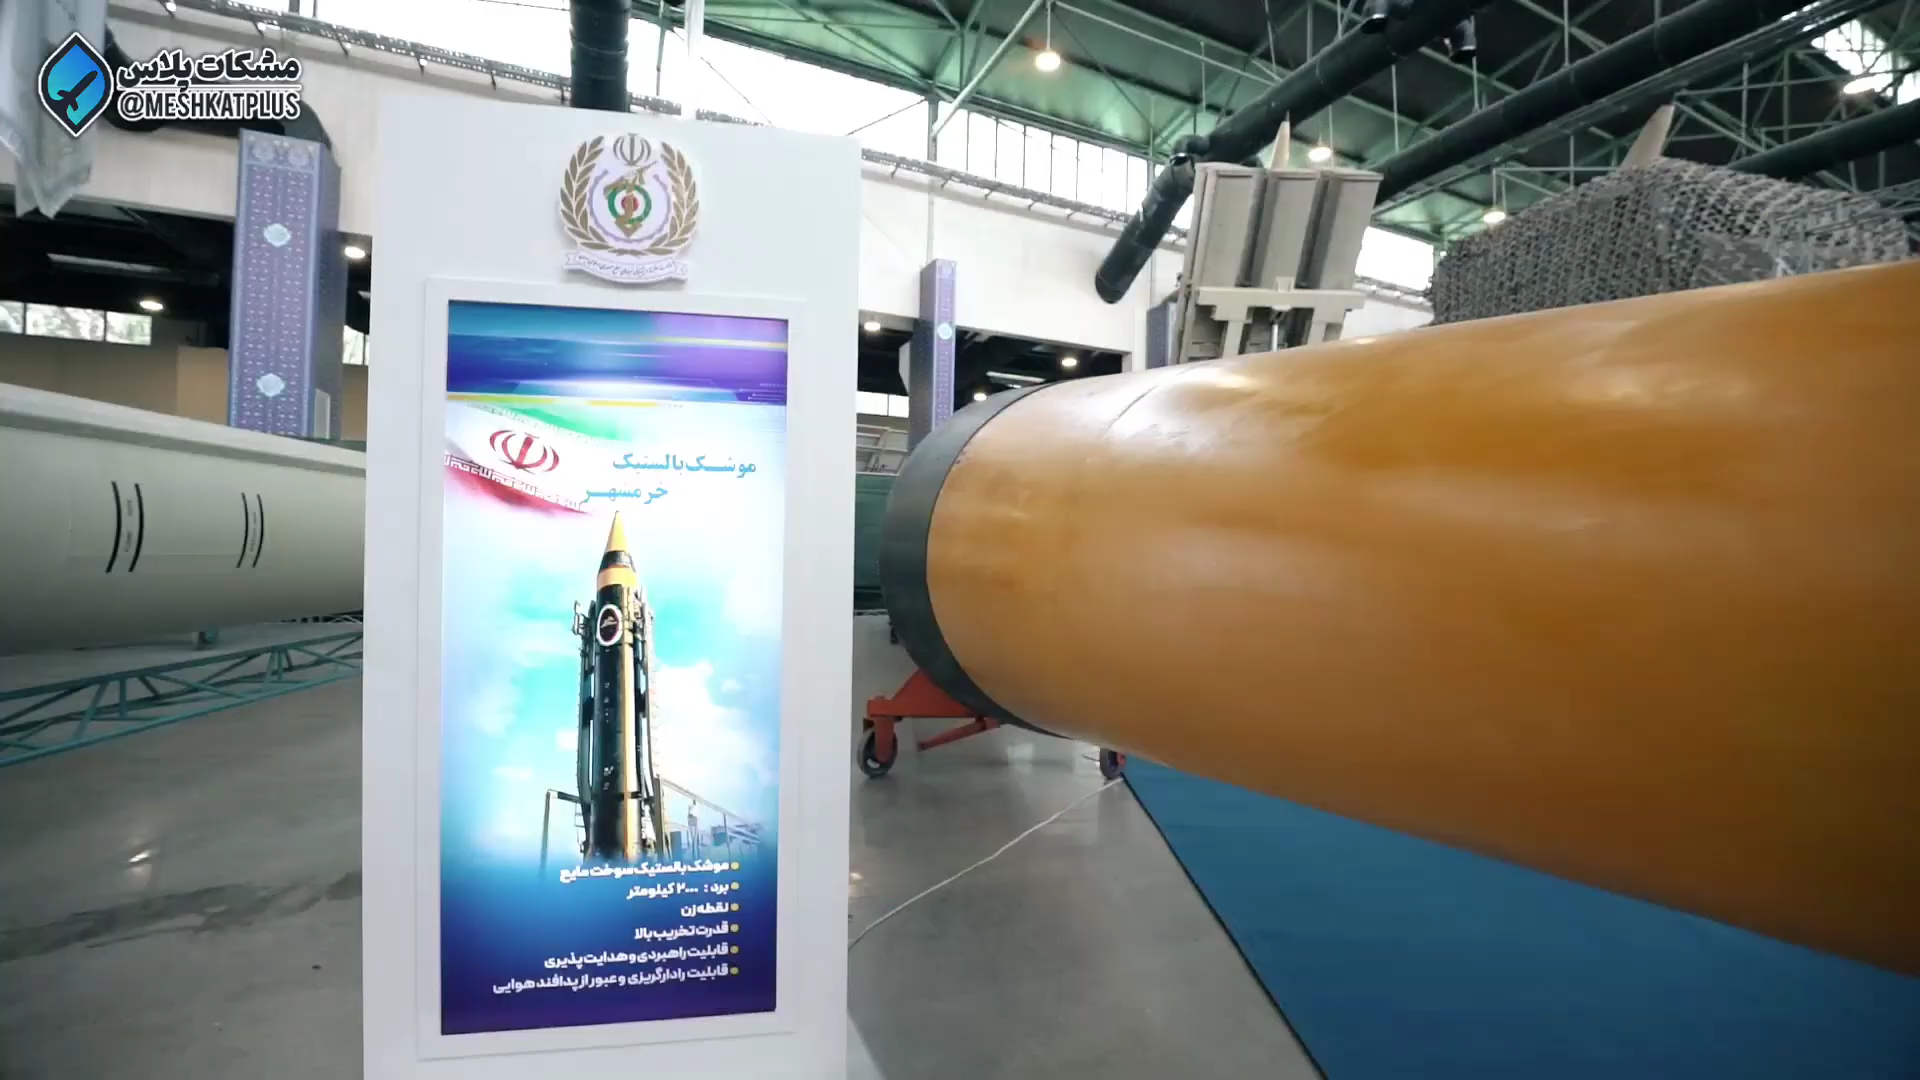 مشکات پلاس
@MESHKATPLUS
موشک بالستیک
خرمشهر
موشک بالستیک سوخت مایع
برد : ۲۰۰۰ کیلومتر
نقطه زن
قدرت تخریب بالا
قابلیت راهبردی و هدایت پذیری
قابلیت رادارگریزی و عبور از پدافند هوایی